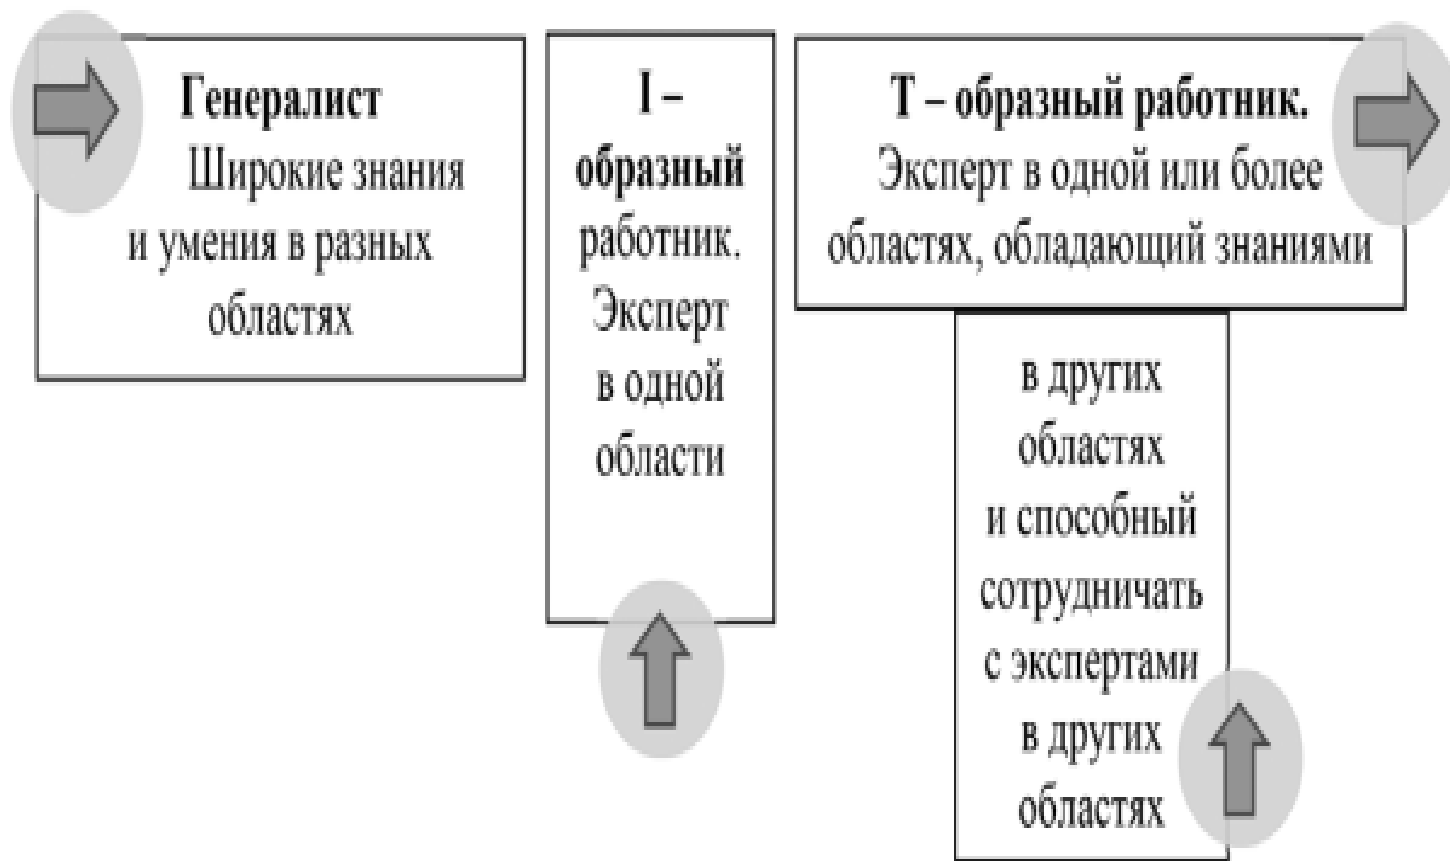 Генералист
Широкие знания
и умения в разных
областях
I –
образный
работник.
Эксперт
в одной
области
Т – образный работник.
Эксперт в одной или более
областях, обладающий знаниями
в других
областях
и способный
сотрудничать
с экспертами
в других
областях